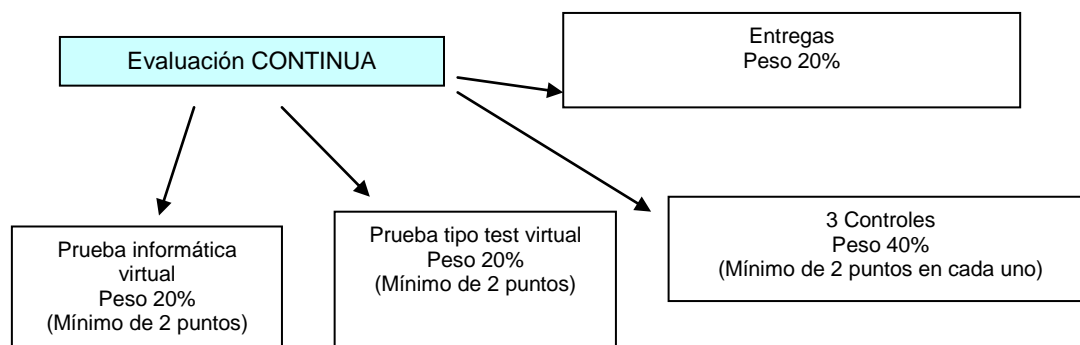 Evaluación CONTINUA
Entregas
Peso 20%
Prueba informática
virtual
Peso 20%
(Mínimo de 2 puntos)
Prueba tipo test virtual
Peso 20%
(Mínimo de 2 puntos)
3 Controles
Peso 40%
(Mínimo de 2 puntos en cada uno)